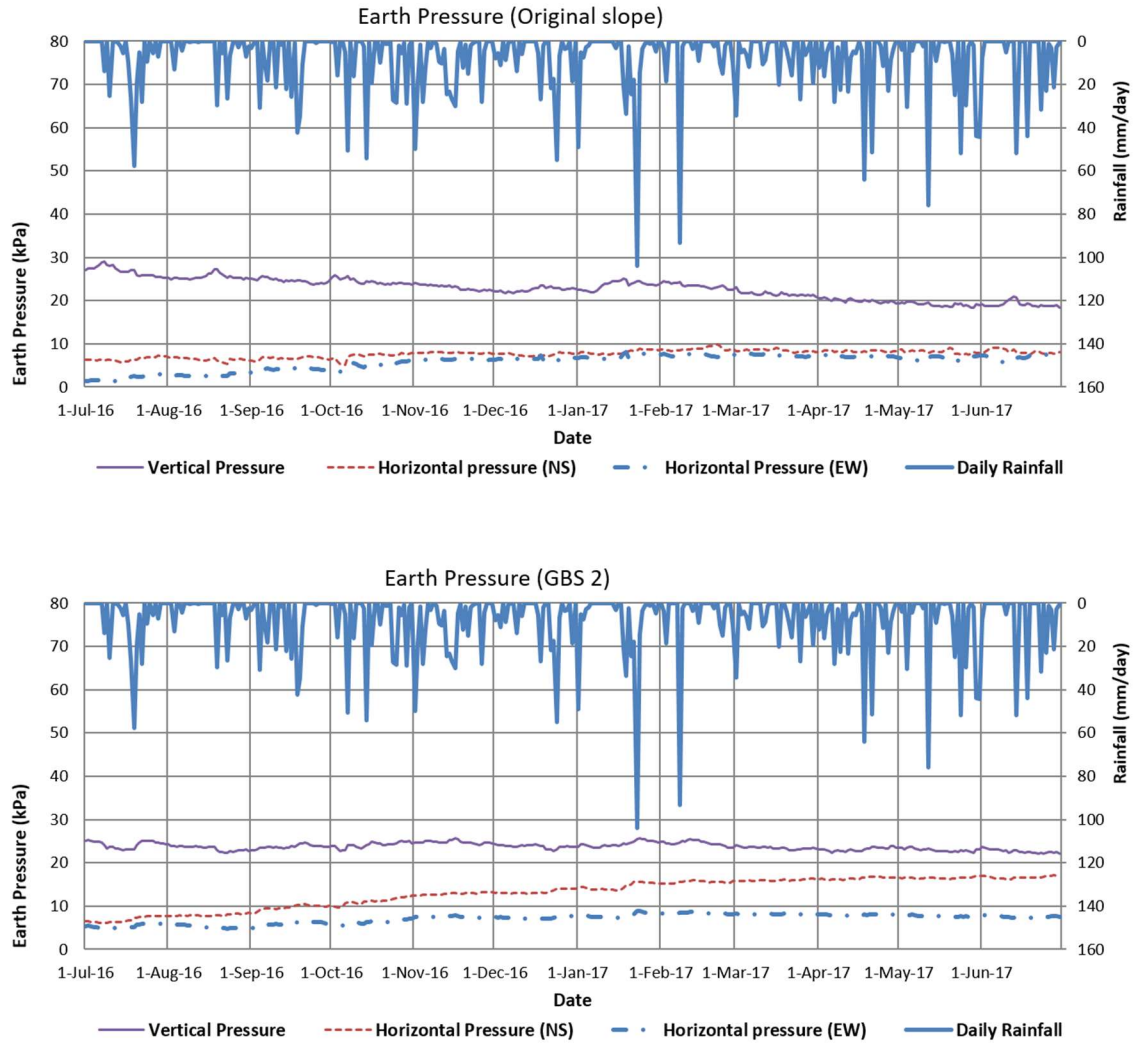 Earth Pressure (Original slope)
80 0
70 20
60 40
50 60
40 80
30 100
20 120
10 140
0 160
Earth Pressure (kPa)
Rainfall (mm/day)
1-Jul-16 1-Aug-16 1-Sep-16 1-Oct-16 1-Nov-16 1-Dec-16 1-Jan-17 1-Feb-17 1-Mar-17 1-Apr-17 1-May-17 1-Jun-17
Date
Vertical Pressure Horizontal pressure (NS) Horizontal Pressure (EW) Daily Rainfall
Earth Pressure (GBS 2)
80 0
70 20
60 40
50 60
40 80
30 100
20 120
10 140
0 160
Earth Pressure (kPa)
Rainfall (mm/day)
1-Jul-16 1-Aug-16 1-Sep-16 1-Oct-16 1-Nov-16 1-Dec-16 1-Jan-17 1-Feb-17 1-Mar-17 1-Apr-17 1-May-17 1-Jun-17
Date
Vertical Pressure Horizontal Pressure (NS) Horizontal pressure (EW) Daily Rainfall